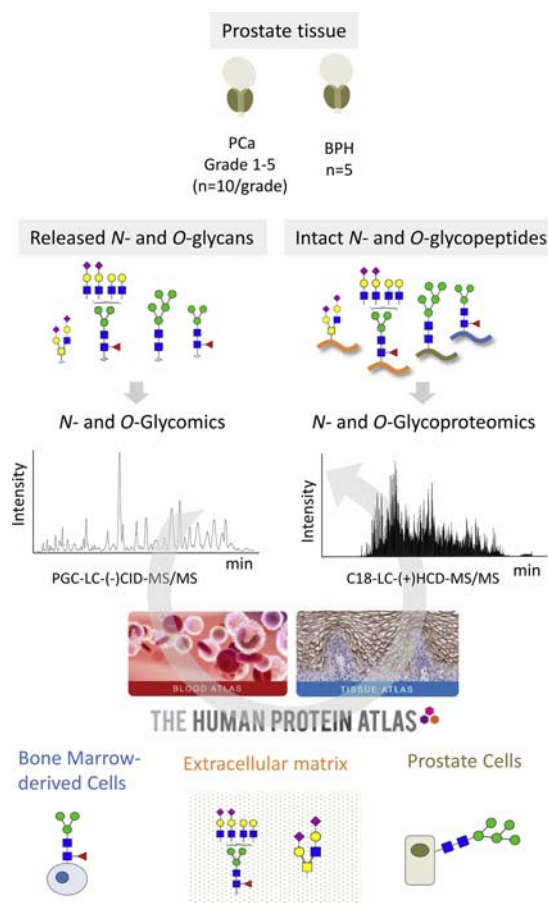 Prostate tissue
PCa
Grade 1-5
(n=10/grade)
BPH
n=5
Released N- and O-glycans
Intact N- and O-glycopeptides
N- and O-Glycomics
N- and O-Glycoproteomics
Intensity
min
PGC-LC-(-)CID-MS/MS
Intensity
min
C18-LC-(+)HCD-MS/MS
BLOOD ATLAS
TISSUE ATLAS
THE HUMAN PROTEIN ATLAS
Bone Marrow-
derived Cells
Extracellular matrix
Prostate Cells